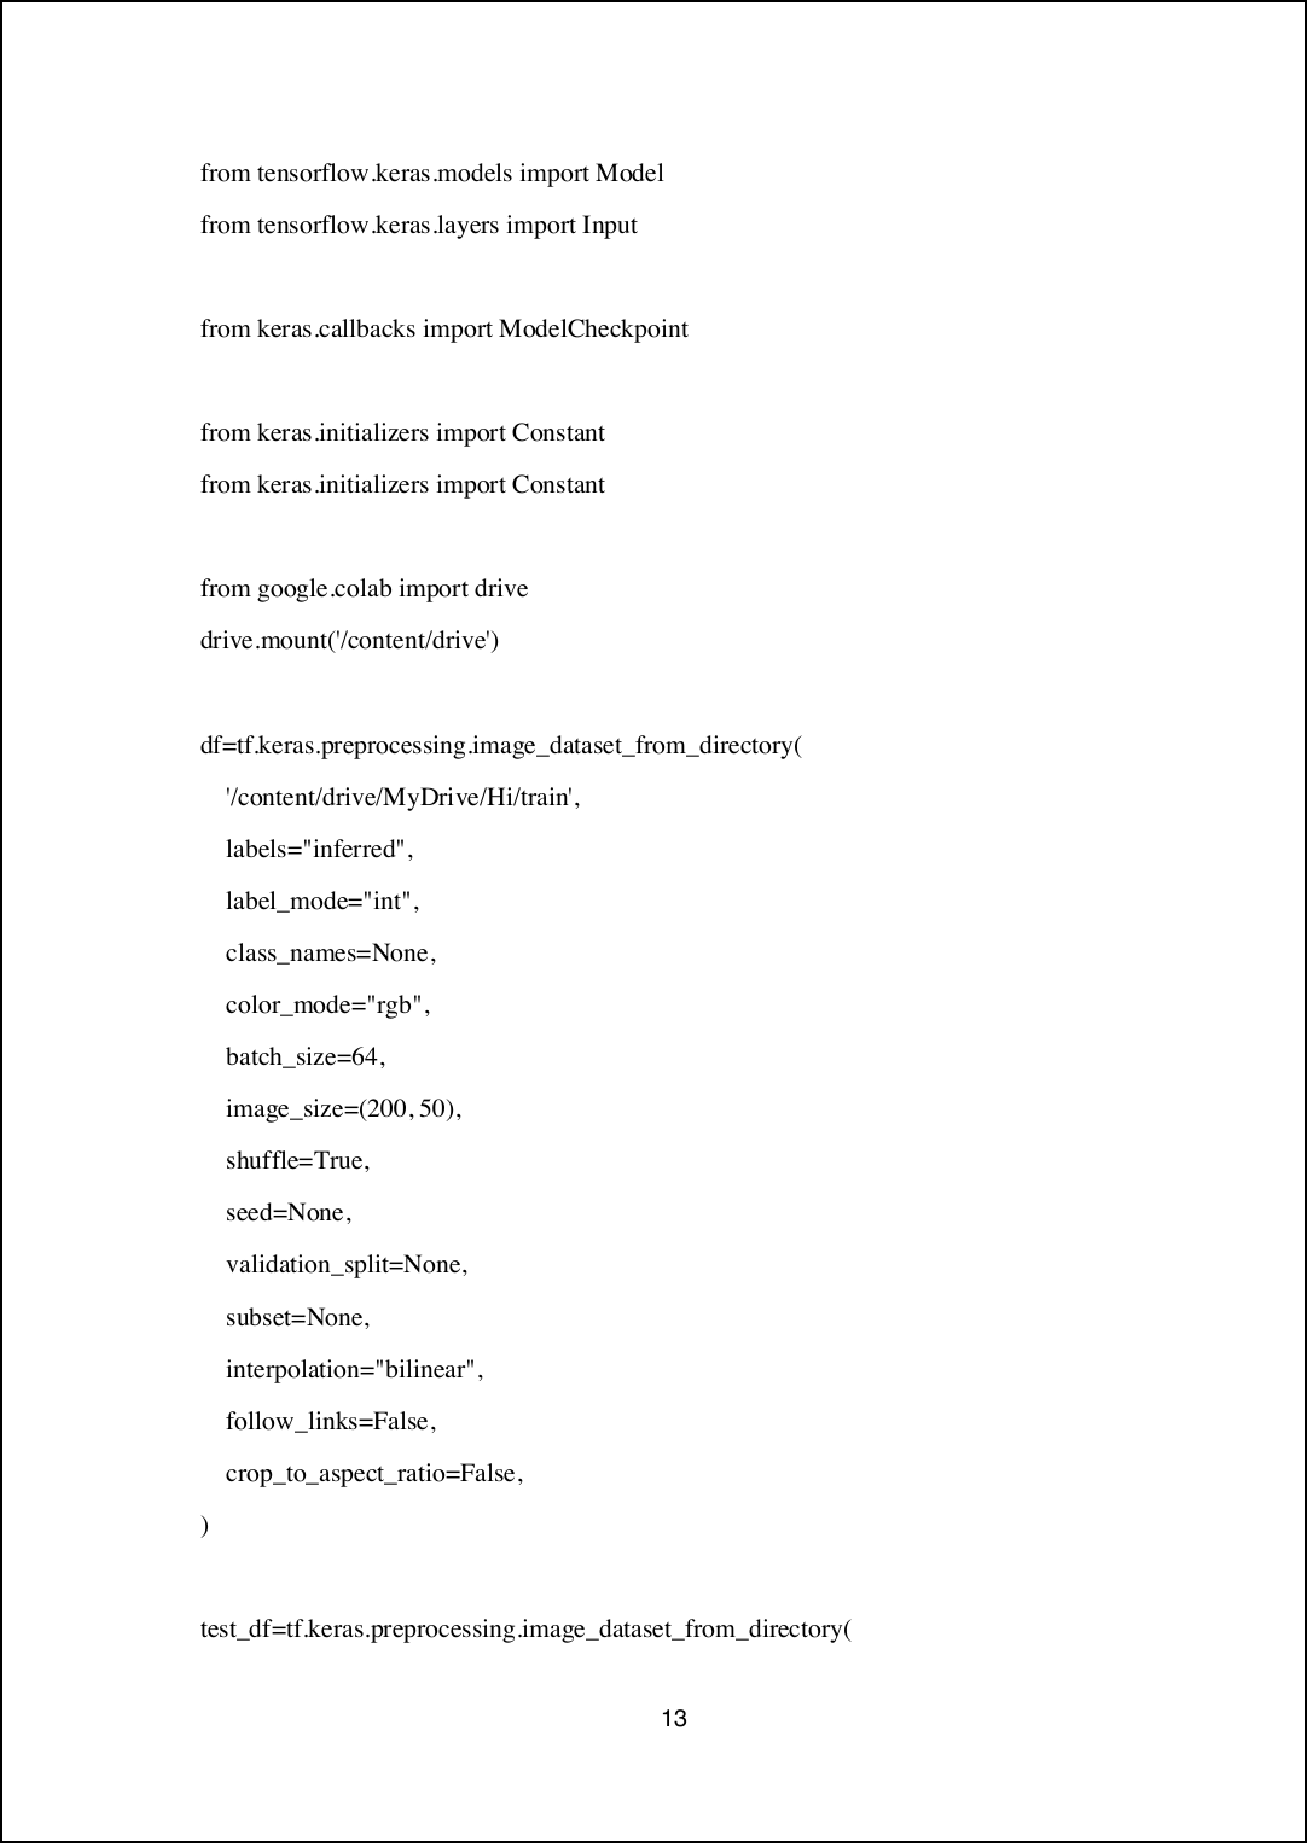 from tensorflow.keras.models import Model
from tensorflow.keras.layers import Input
from keras.callbacks import ModelCheckpoint
from keras.initializers import Constant
from keras.initializers import Constant
from google.colab import drive
drive.mount('/content/drive')
df=tf.keras.preprocessing.image_dataset_from_directory(
    '/content/drive/MyDrive/Hi/train',
    labels="inferred",
    label_mode="int",
    class_names=None,
    color_mode="rgb",
    batch_size=64,
    image_size=(200, 50),
    shuffle=True,
    seed=None,
    validation_split=None,
    subset=None,
    interpolation="bilinear",
    follow_links=False,
    crop_to_aspect_ratio=False,
)
test_df=tf.keras.preprocessing.image_dataset_from_directory(
13